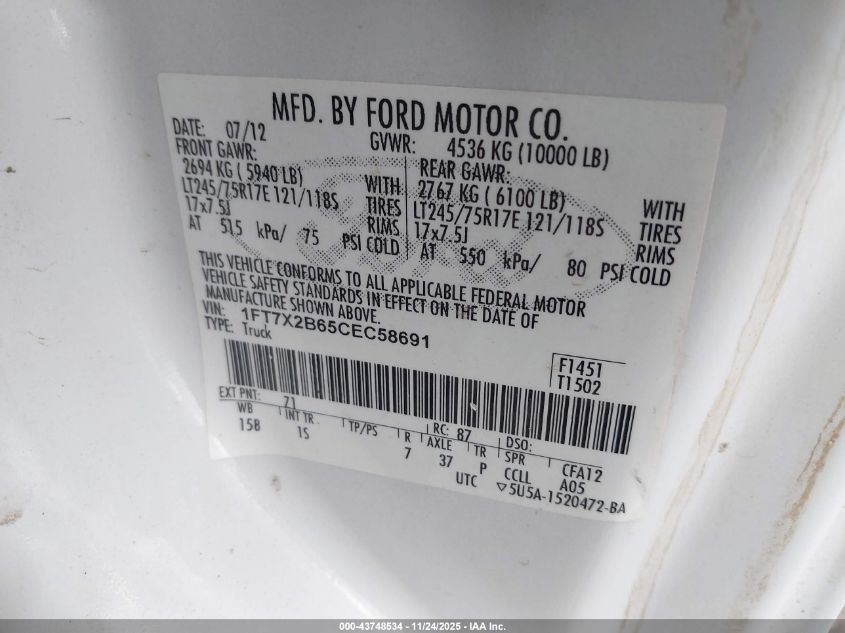 MFD. BY FORD MOTOR CO.
DATE: 07/12 GVWR: 4536 KG (10000 LB)
FRONT GAWR: REAR GAWR:
2694 KG ( 5940 LB) WITH 2767 KG ( 6100 LB) WITH
LT245/75R17E 121/118S TIRES LT245/75R17E 121/118S TIRES
17x7.5J RIMS 17x7.5J RIMS
AT 515 kPa/ 75 PSI COLD AT 550 kPa/ 80 PSI COLD
THIS VEHICLE CONFORMS TO ALL APPLICABLE FEDERAL MOTOR
VEHICLE SAFETY STANDARDS IN EFFECT ON THE DATE OF
MANUFACTURE SHOWN ABOVE.
VIN: 1FT7X2B65CEC58691
TYPE: Truck
F1451
T1502
EXT PNT: Z1 RC: 87 DSO:
WB INT TR TP/PS R AXLE TR SPR CFA12
15B 1S 7 37 P CCLL A05
UTC ▽5U5A-1520472-BA
000-43748534 - 11/24/2025 - IAA Inc.